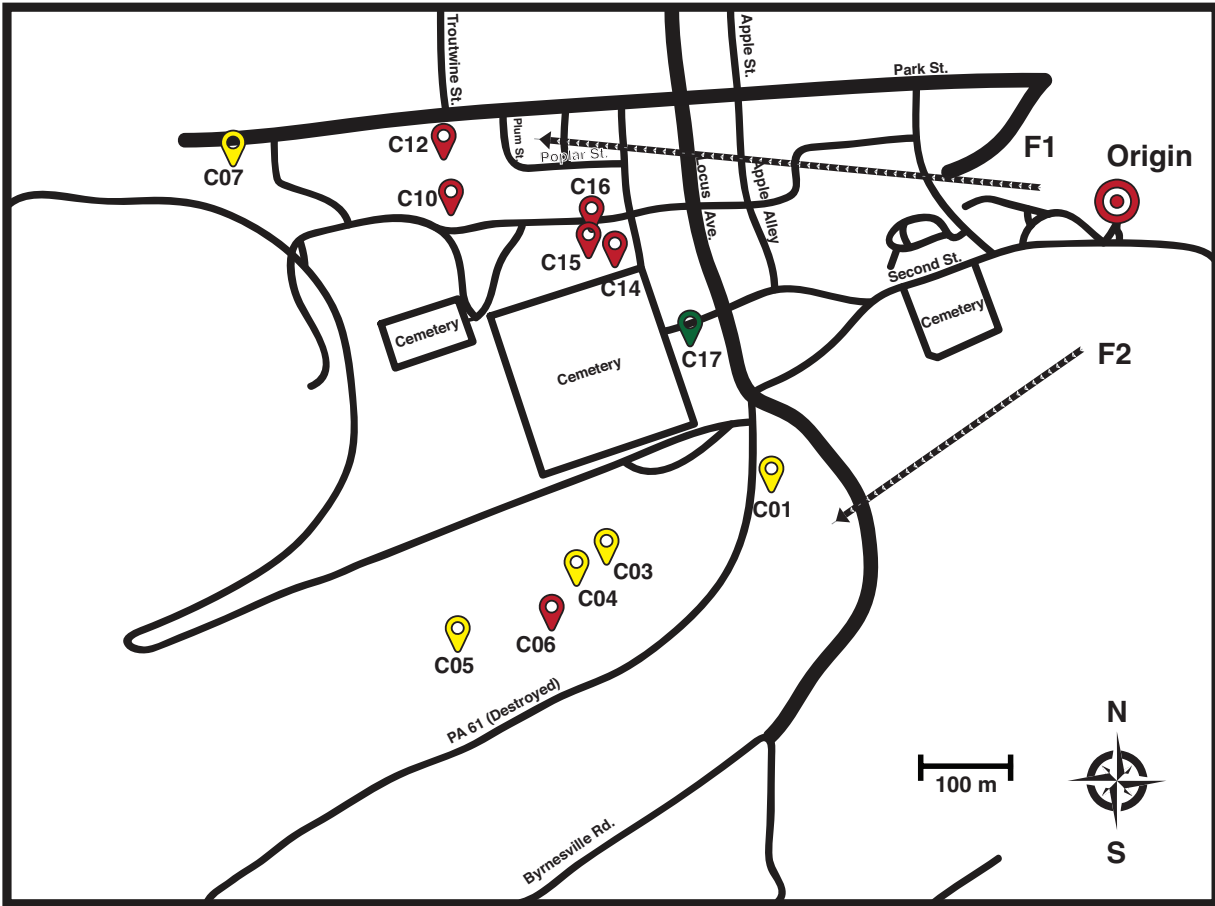 Troutwine St.
Apple St.
Park St.
Plum St.
Poplar St.
C12
C07
F1
Origin
C10
C16
Locus Ave.
Apple Alley
C15
C14
Second St.
Cemetery
Cemetery
Cemetery
C17
F2
C01
C03
C04
C06
C05
PA 61 (Destroyed)
Byrnesville Rd.
100 m
N
S